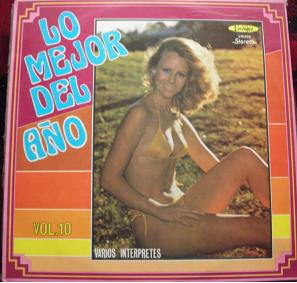 LO
MEJOR
DEL
AÑO
-Stereo-
VOL.10
VARIOS INTERPRETES